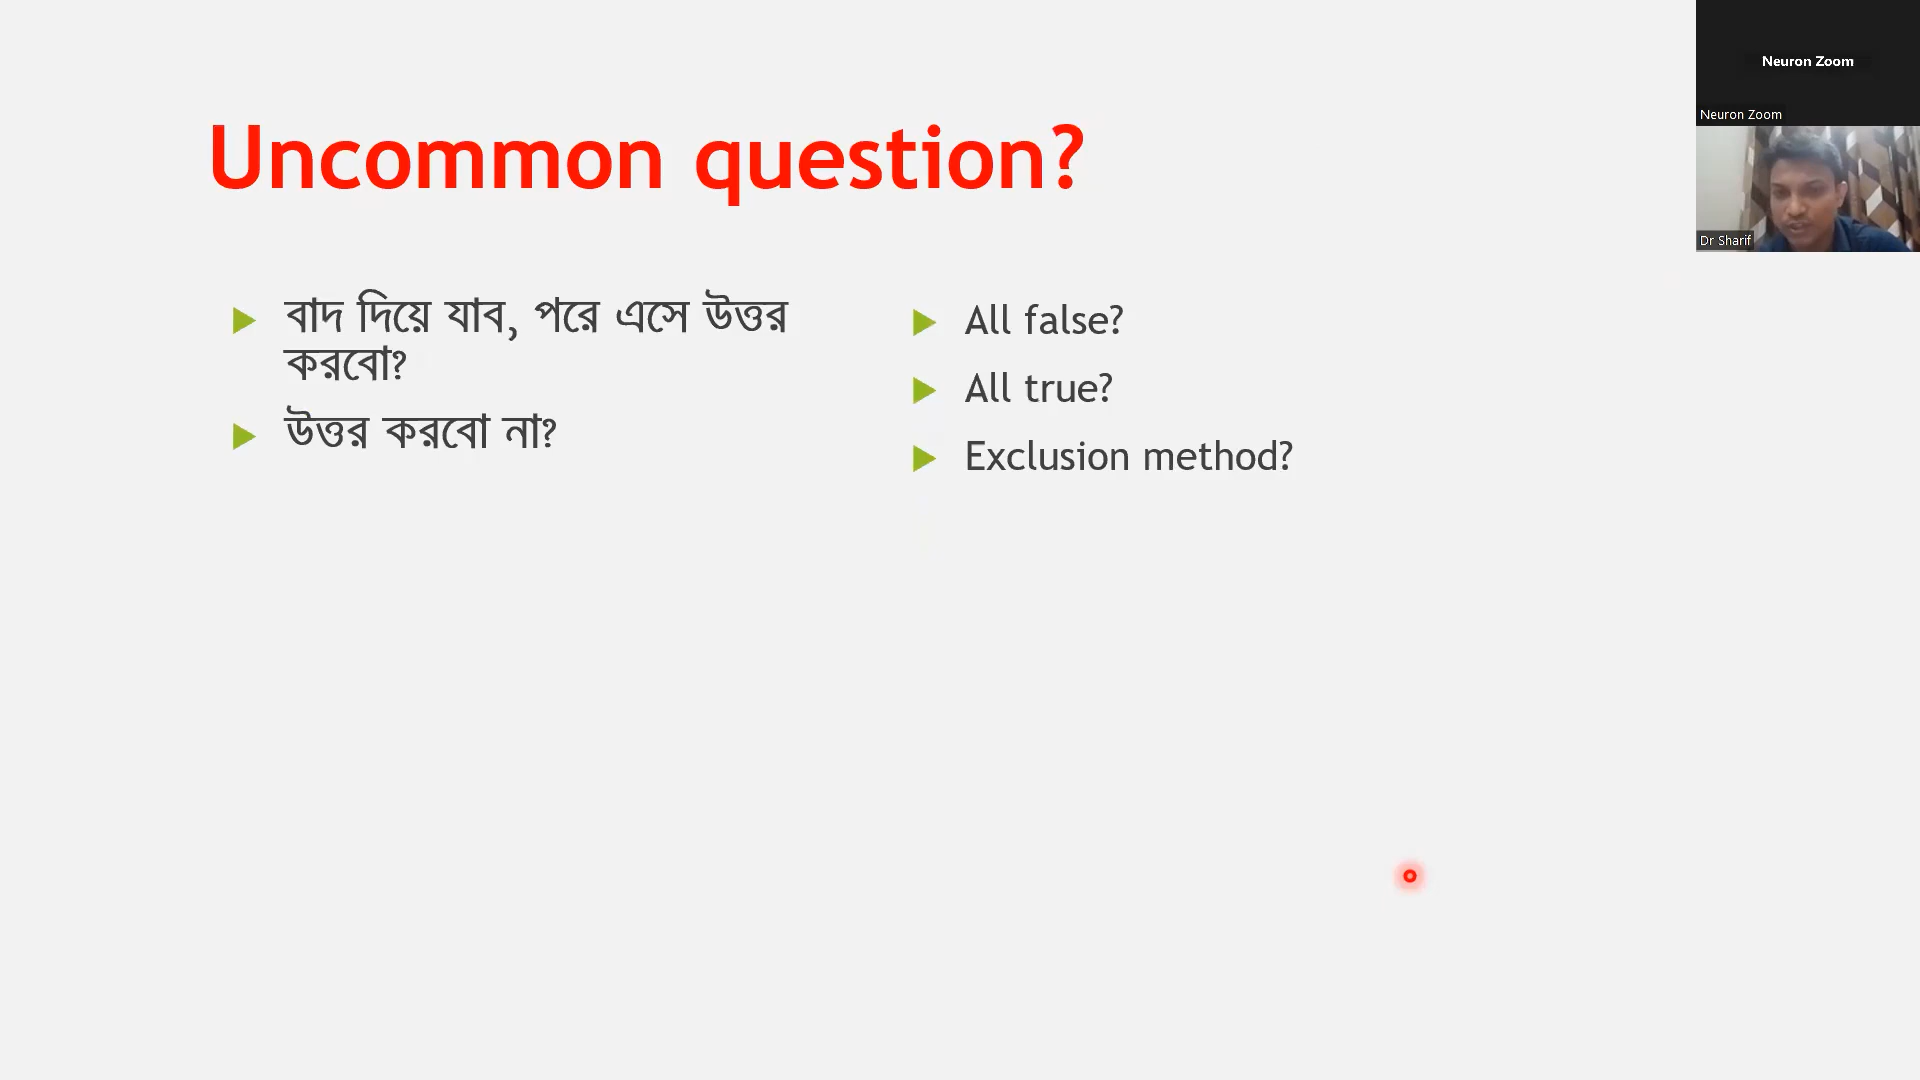 Uncommon question?
বাদ দিয়ে যাব, পরে এসে উত্তর
করবো?
উত্তর করবো না?
All false?
All true?
Exclusion method?
Neuron Zoom
Neuron Zoom
Dr Sharif